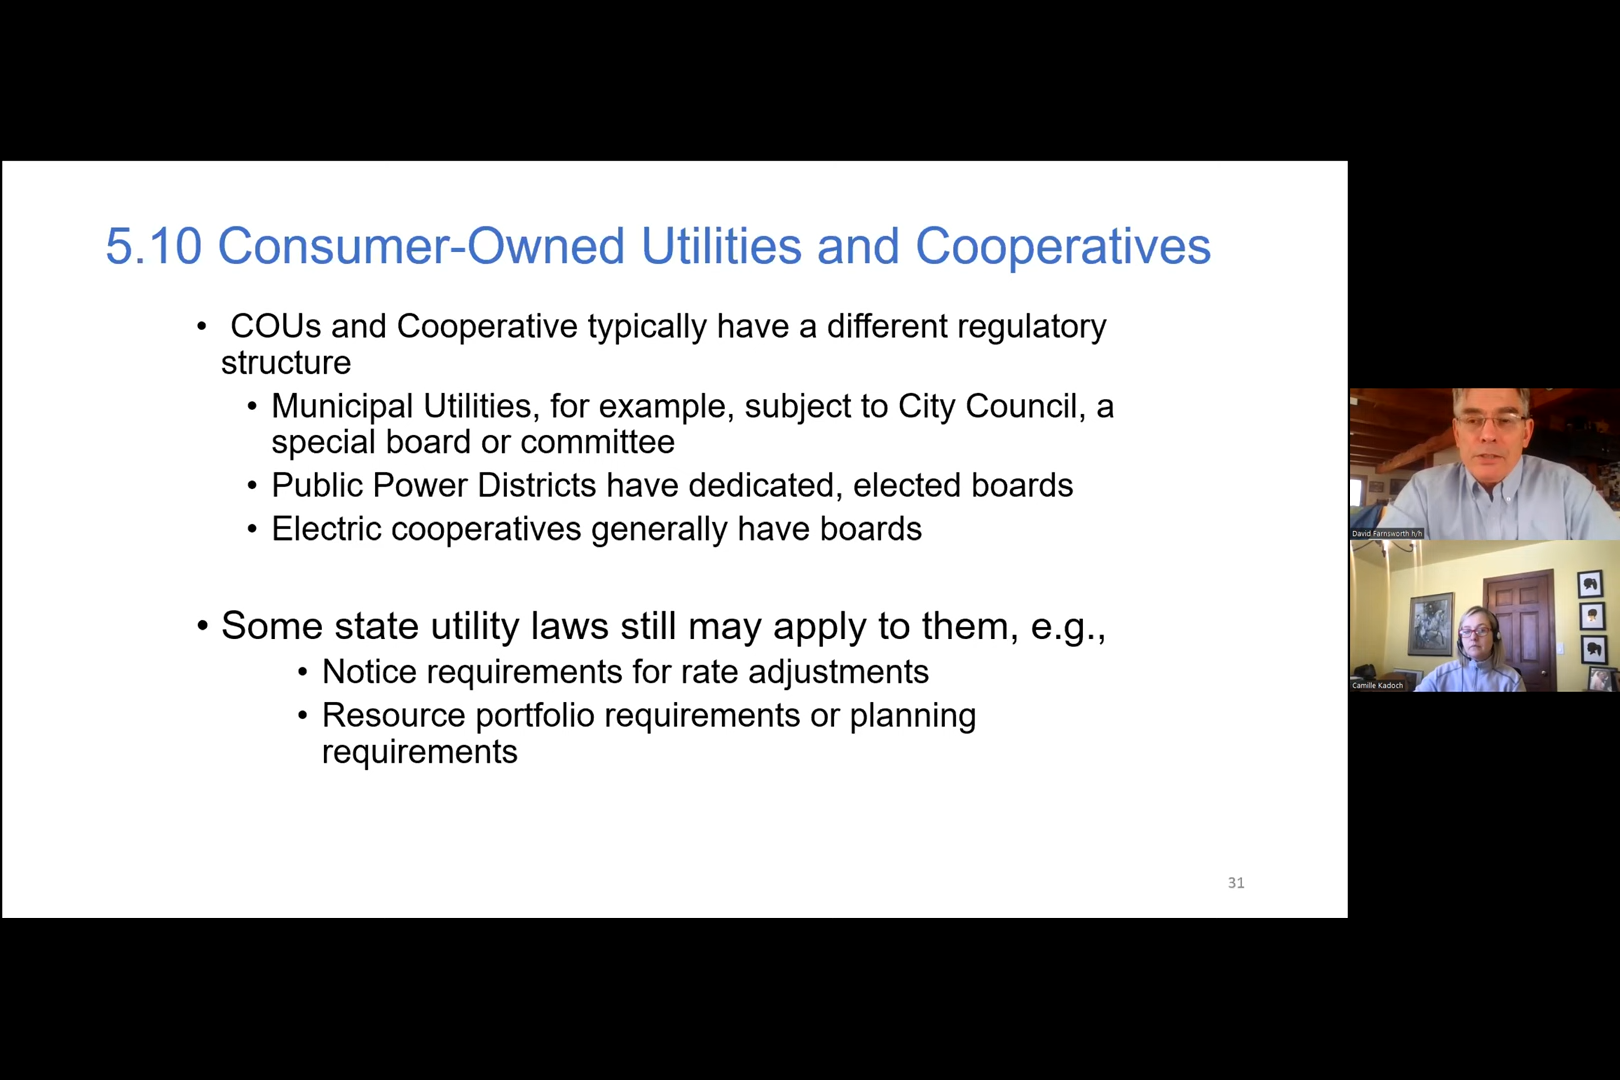 5.10 Consumer-Owned Utilities and Cooperatives
• COUs and Cooperative typically have a different regulatory
structure
• Municipal Utilities, for example, subject to City Council, a
special board or committee
• Public Power Districts have dedicated, elected boards
• Electric cooperatives generally have boards
• Some state utility laws still may apply to them, e.g.,
• Notice requirements for rate adjustments
• Resource portfolio requirements or planning
requirements
31
David Farnsworth h/h
Camille Kadoch